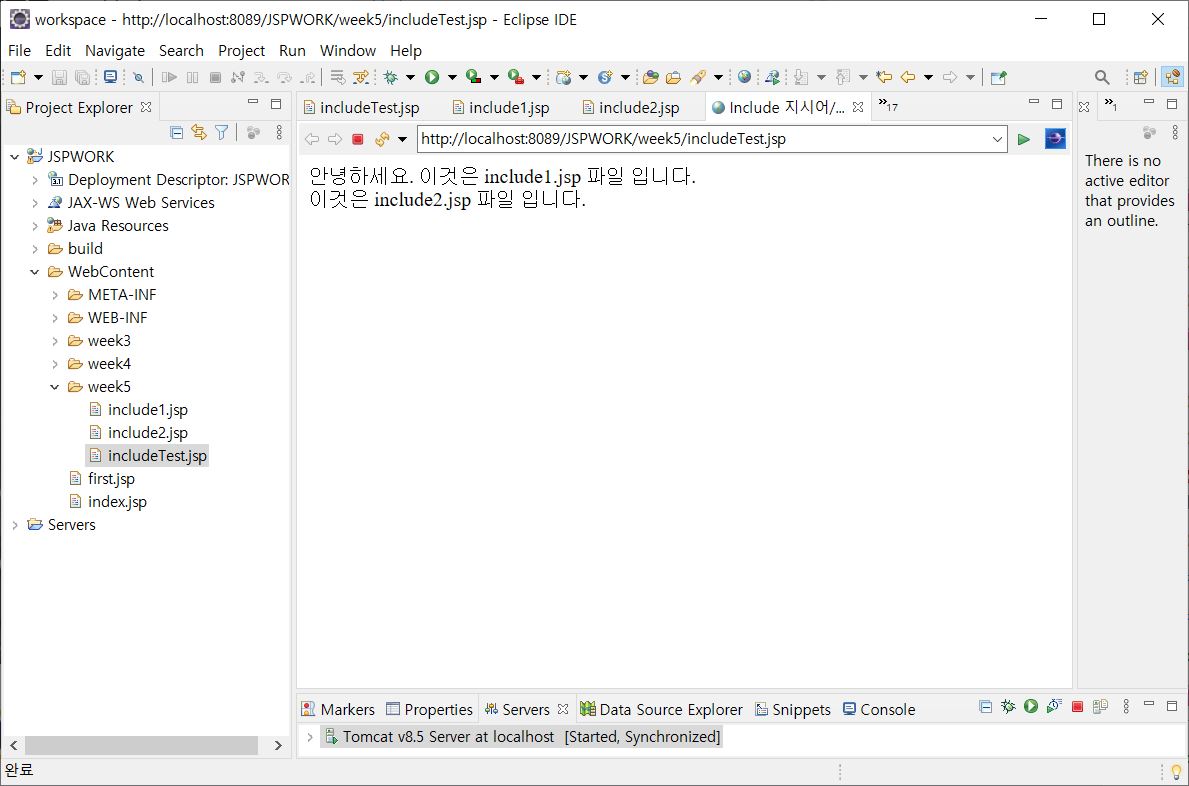 workspace - http://localhost:8089/JSPWORK/week5/includeTest.jsp - Eclipse IDE
File Edit Navigate Search Project Run Window Help
Project Explorer
includeTest.jsp include1.jsp include2.jsp Include 지시어/... »17
»1
http://localhost:8089/JSPWORK/week5/includeTest.jsp
JSPWORK
Deployment Descriptor: JSPWOR
JAX-WS Web Services
Java Resources
build
WebContent
META-INF
WEB-INF
week3
week4
week5
include1.jsp
include2.jsp
includeTest.jsp
first.jsp
index.jsp
Servers
안녕하세요. 이것은 include1.jsp 파일 입니다.
이것은 include2.jsp 파일 입니다.
There is no
active editor
that provides
an outline.
Markers Properties Servers Data Source Explorer Snippets Console
Tomcat v8.5 Server at localhost [Started, Synchronized]
완료